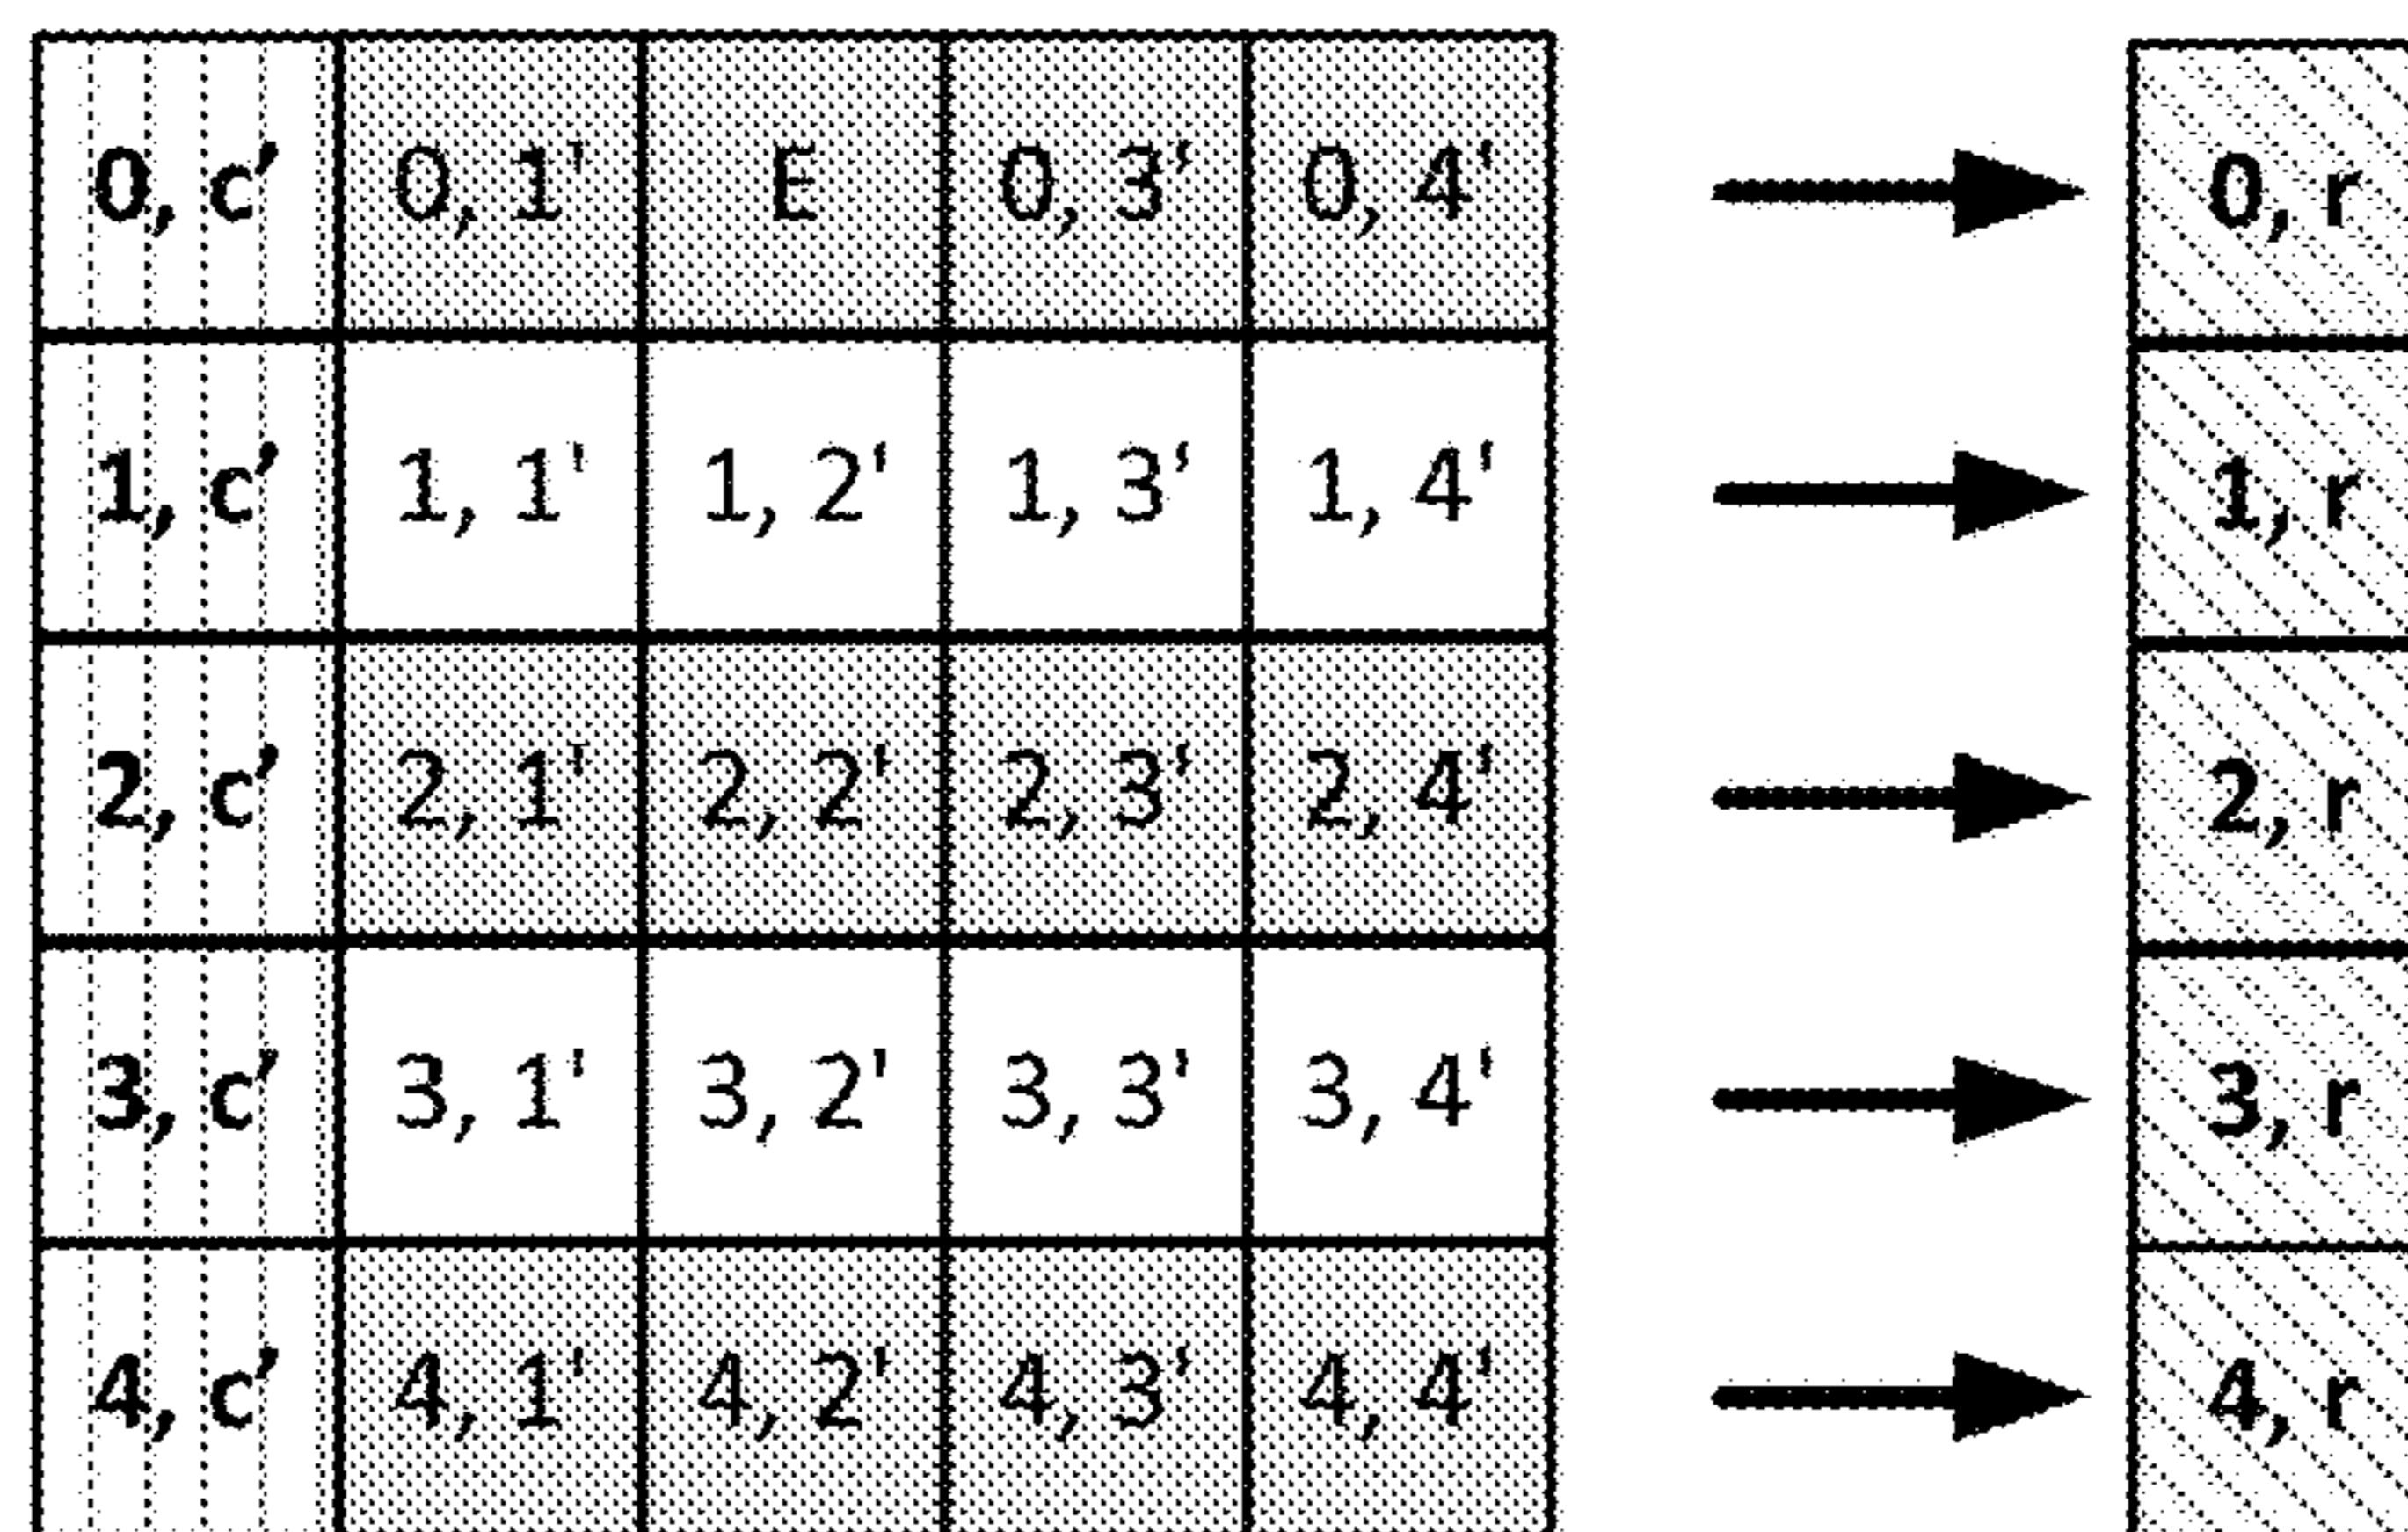 0, c’ 0, 1' E 0, 3' 0, 4' 0, r
1, c’ 1, 1' 1, 2' 1, 3' 1, 4' 1, r
2, c’ 2, 1' 2, 2' 2, 3' 2, 4' 2, r
3, c’ 3, 1' 3, 2' 3, 3' 3, 4' 3, r
4, c’ 4, 1' 4, 2' 4, 3' 4, 4' 4, r